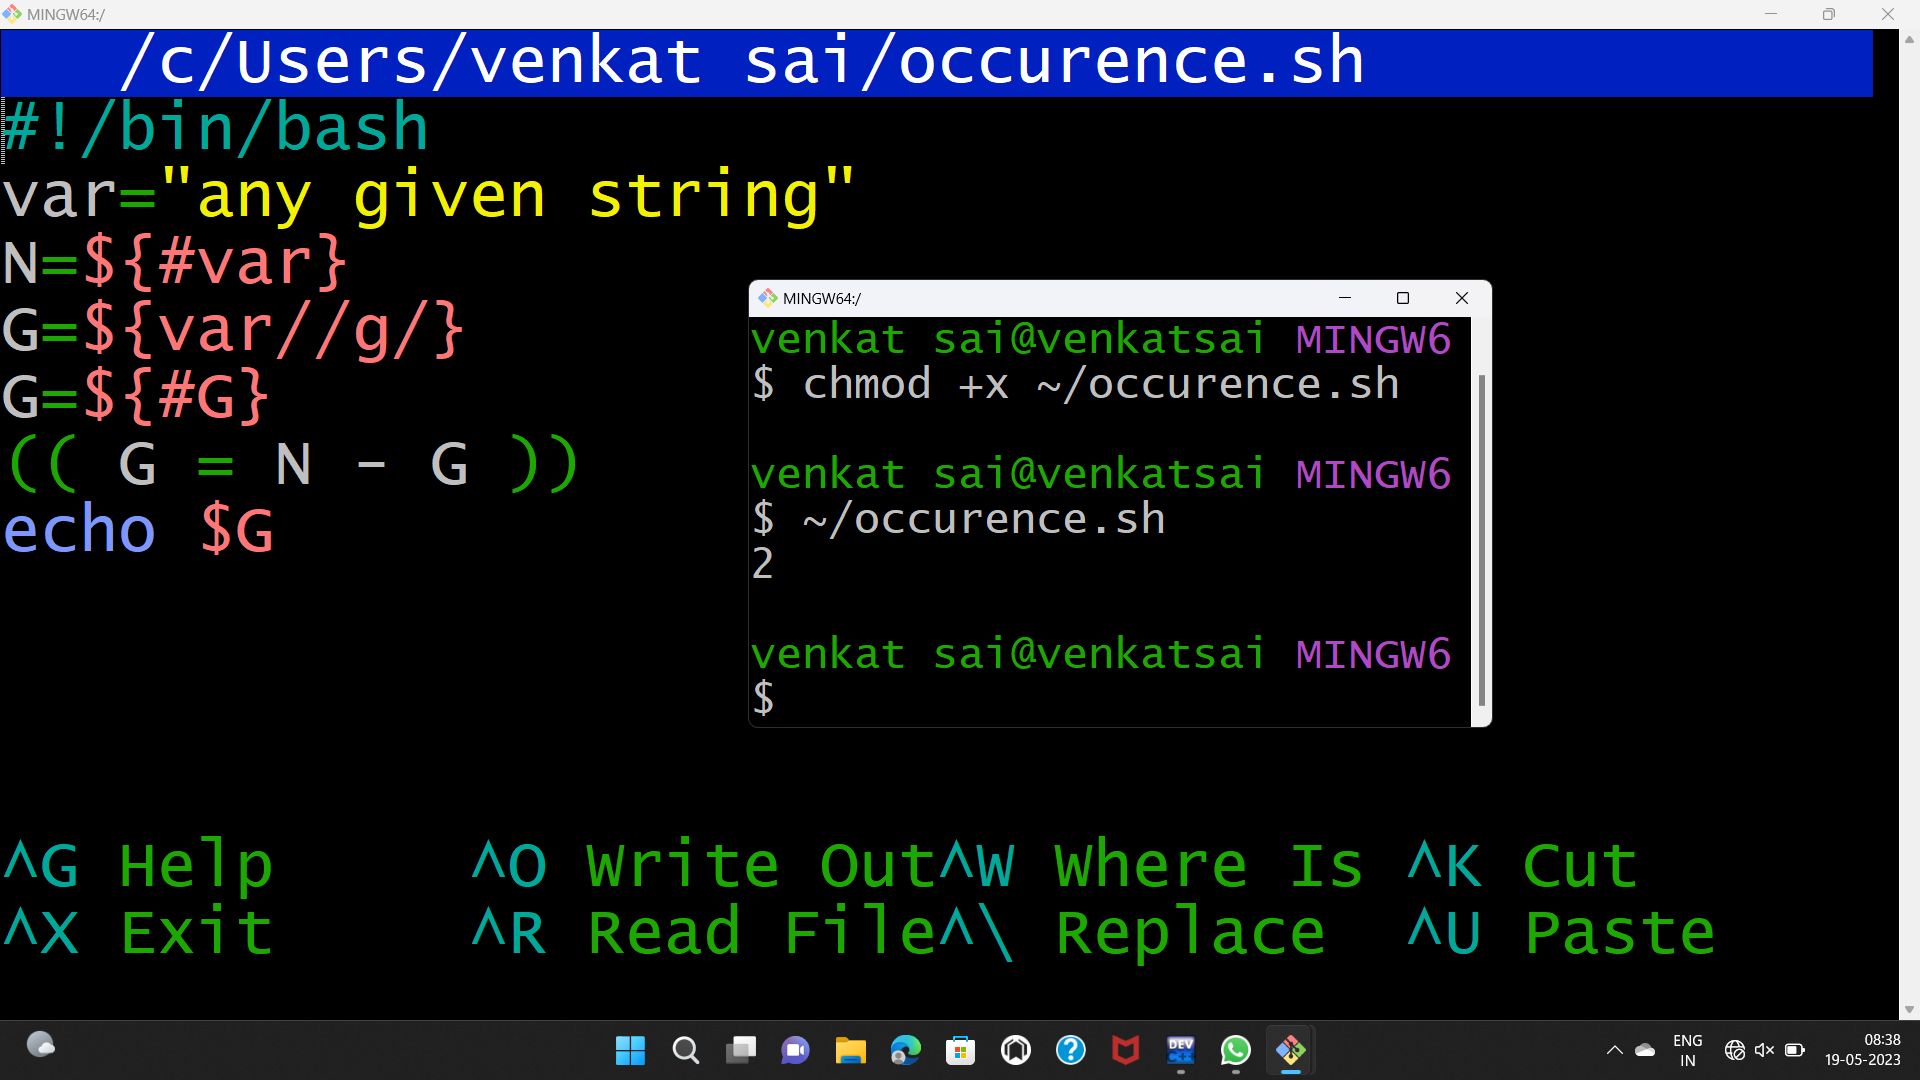 MINGW64:/
/c/Users/venkat sai/occurence.sh
#!/bin/bash
var="any given string"
N=${#var}
G=${var//g/}
G=${#G}
(( G = N - G ))
echo $G
MINGW64:/
venkat sai@venkatsai MINGW6
$ chmod +x ~/occurence.sh
venkat sai@venkatsai MINGW6
$ ~/occurence.sh
2
venkat sai@venkatsai MINGW6
$
^G Help ^O Write Out^W Where Is ^K Cut
^X Exit ^R Read File^\ Replace ^U Paste
DEV
C++
ENG
IN
08:38
19-05-2023